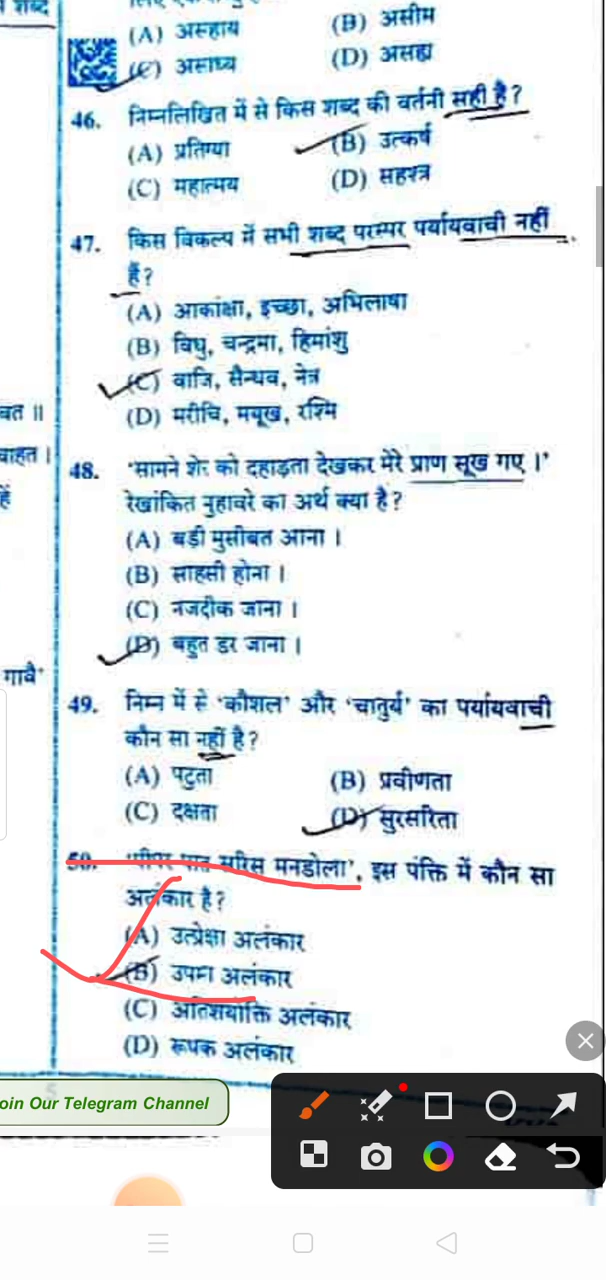 शब्द
(A) असहाय
(B) असीम
(C) असाध्य
(D) असह्य
46. निम्नलिखित में से किस शब्द की वर्तनी सही है?
(A) प्रतिग्या
(B) उत्कर्ष
(C) महात्मय
(D) सहश्त्र
47. किस विकल्प में सभी शब्द परस्पर पर्यायवाची नहीं
हैं?
(A) आकांक्षा, इच्छा, अभिलाषा
(B) विधु, चन्द्रमा, हिमांशु
(C) वाजि, सैन्धव, नेत्र
(D) मरीचि, मयूख, रश्मि
48. 'सामने शेर को दहाड़ता देखकर मेरे प्राण सूख गए ।'
रेखांकित मुहावरे का अर्थ क्या है?
(A) बड़ी मुसीबत आना ।
(B) साहसी होना ।
(C) नजदीक जाना ।
(D) बहुत डर जाना ।
गावै'
49. निम्न में से 'कौशल' और 'चातुर्य' का पर्यायवाची
कौन सा नहीं है?
(A) पटुता
(B) प्रवीणता
(C) दक्षता
(D) सुरसरिता
50. 'पीपर पात सरिस मनडोला', इस पंक्ति में कौन सा
अलंकार है?
(A) उत्प्रेक्षा अलंकार
(B) उपमा अलंकार
(C) अतिशयोक्ति अलंकार
(D) रूपक अलंकार
5
oin Our Telegram Channel